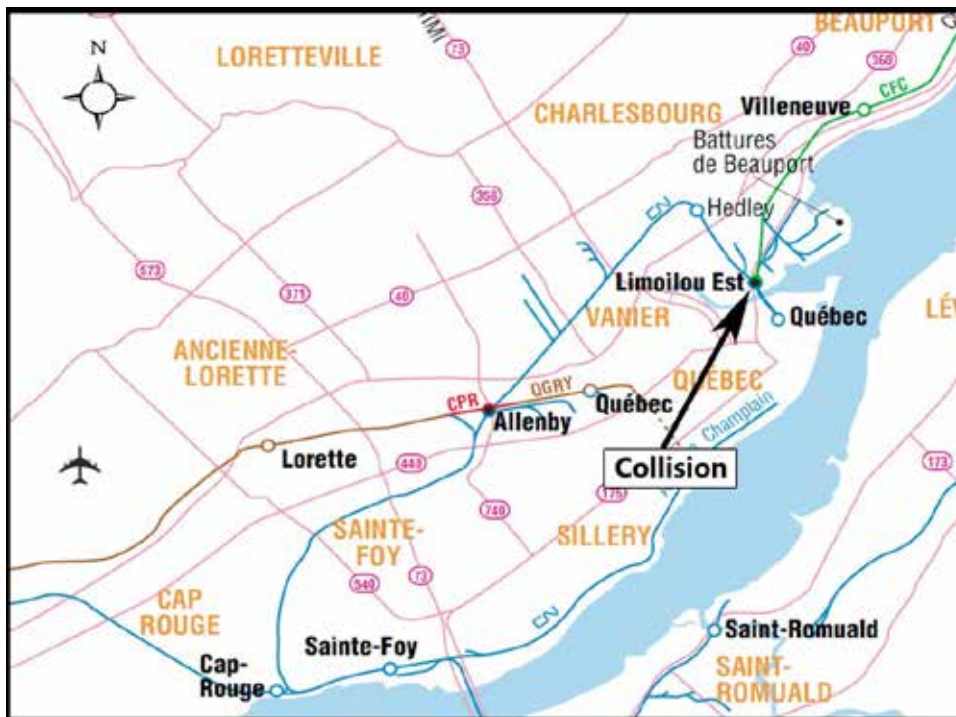 BEAUPORT
N
LORETTEVILLE
73
40
360
CFC
Villeneuve
CHARLESBOURG
Battures
de Beauport
358
CN
Hedley
573
371
40
Limoilou Est
VANIER
Québec
ANCIENNE-
LORETTE
QUÉBEC
CPR
QGRY
Québec
Allenby
Champlain
Lorette
Collision
440
175
173
740
SAINTE-
FOY
SILLERY
73
540
CAP
ROUGE
CN
Sainte-Foy
Saint-Romuald
Cap-
Rouge
SAINT-
ROMUALD